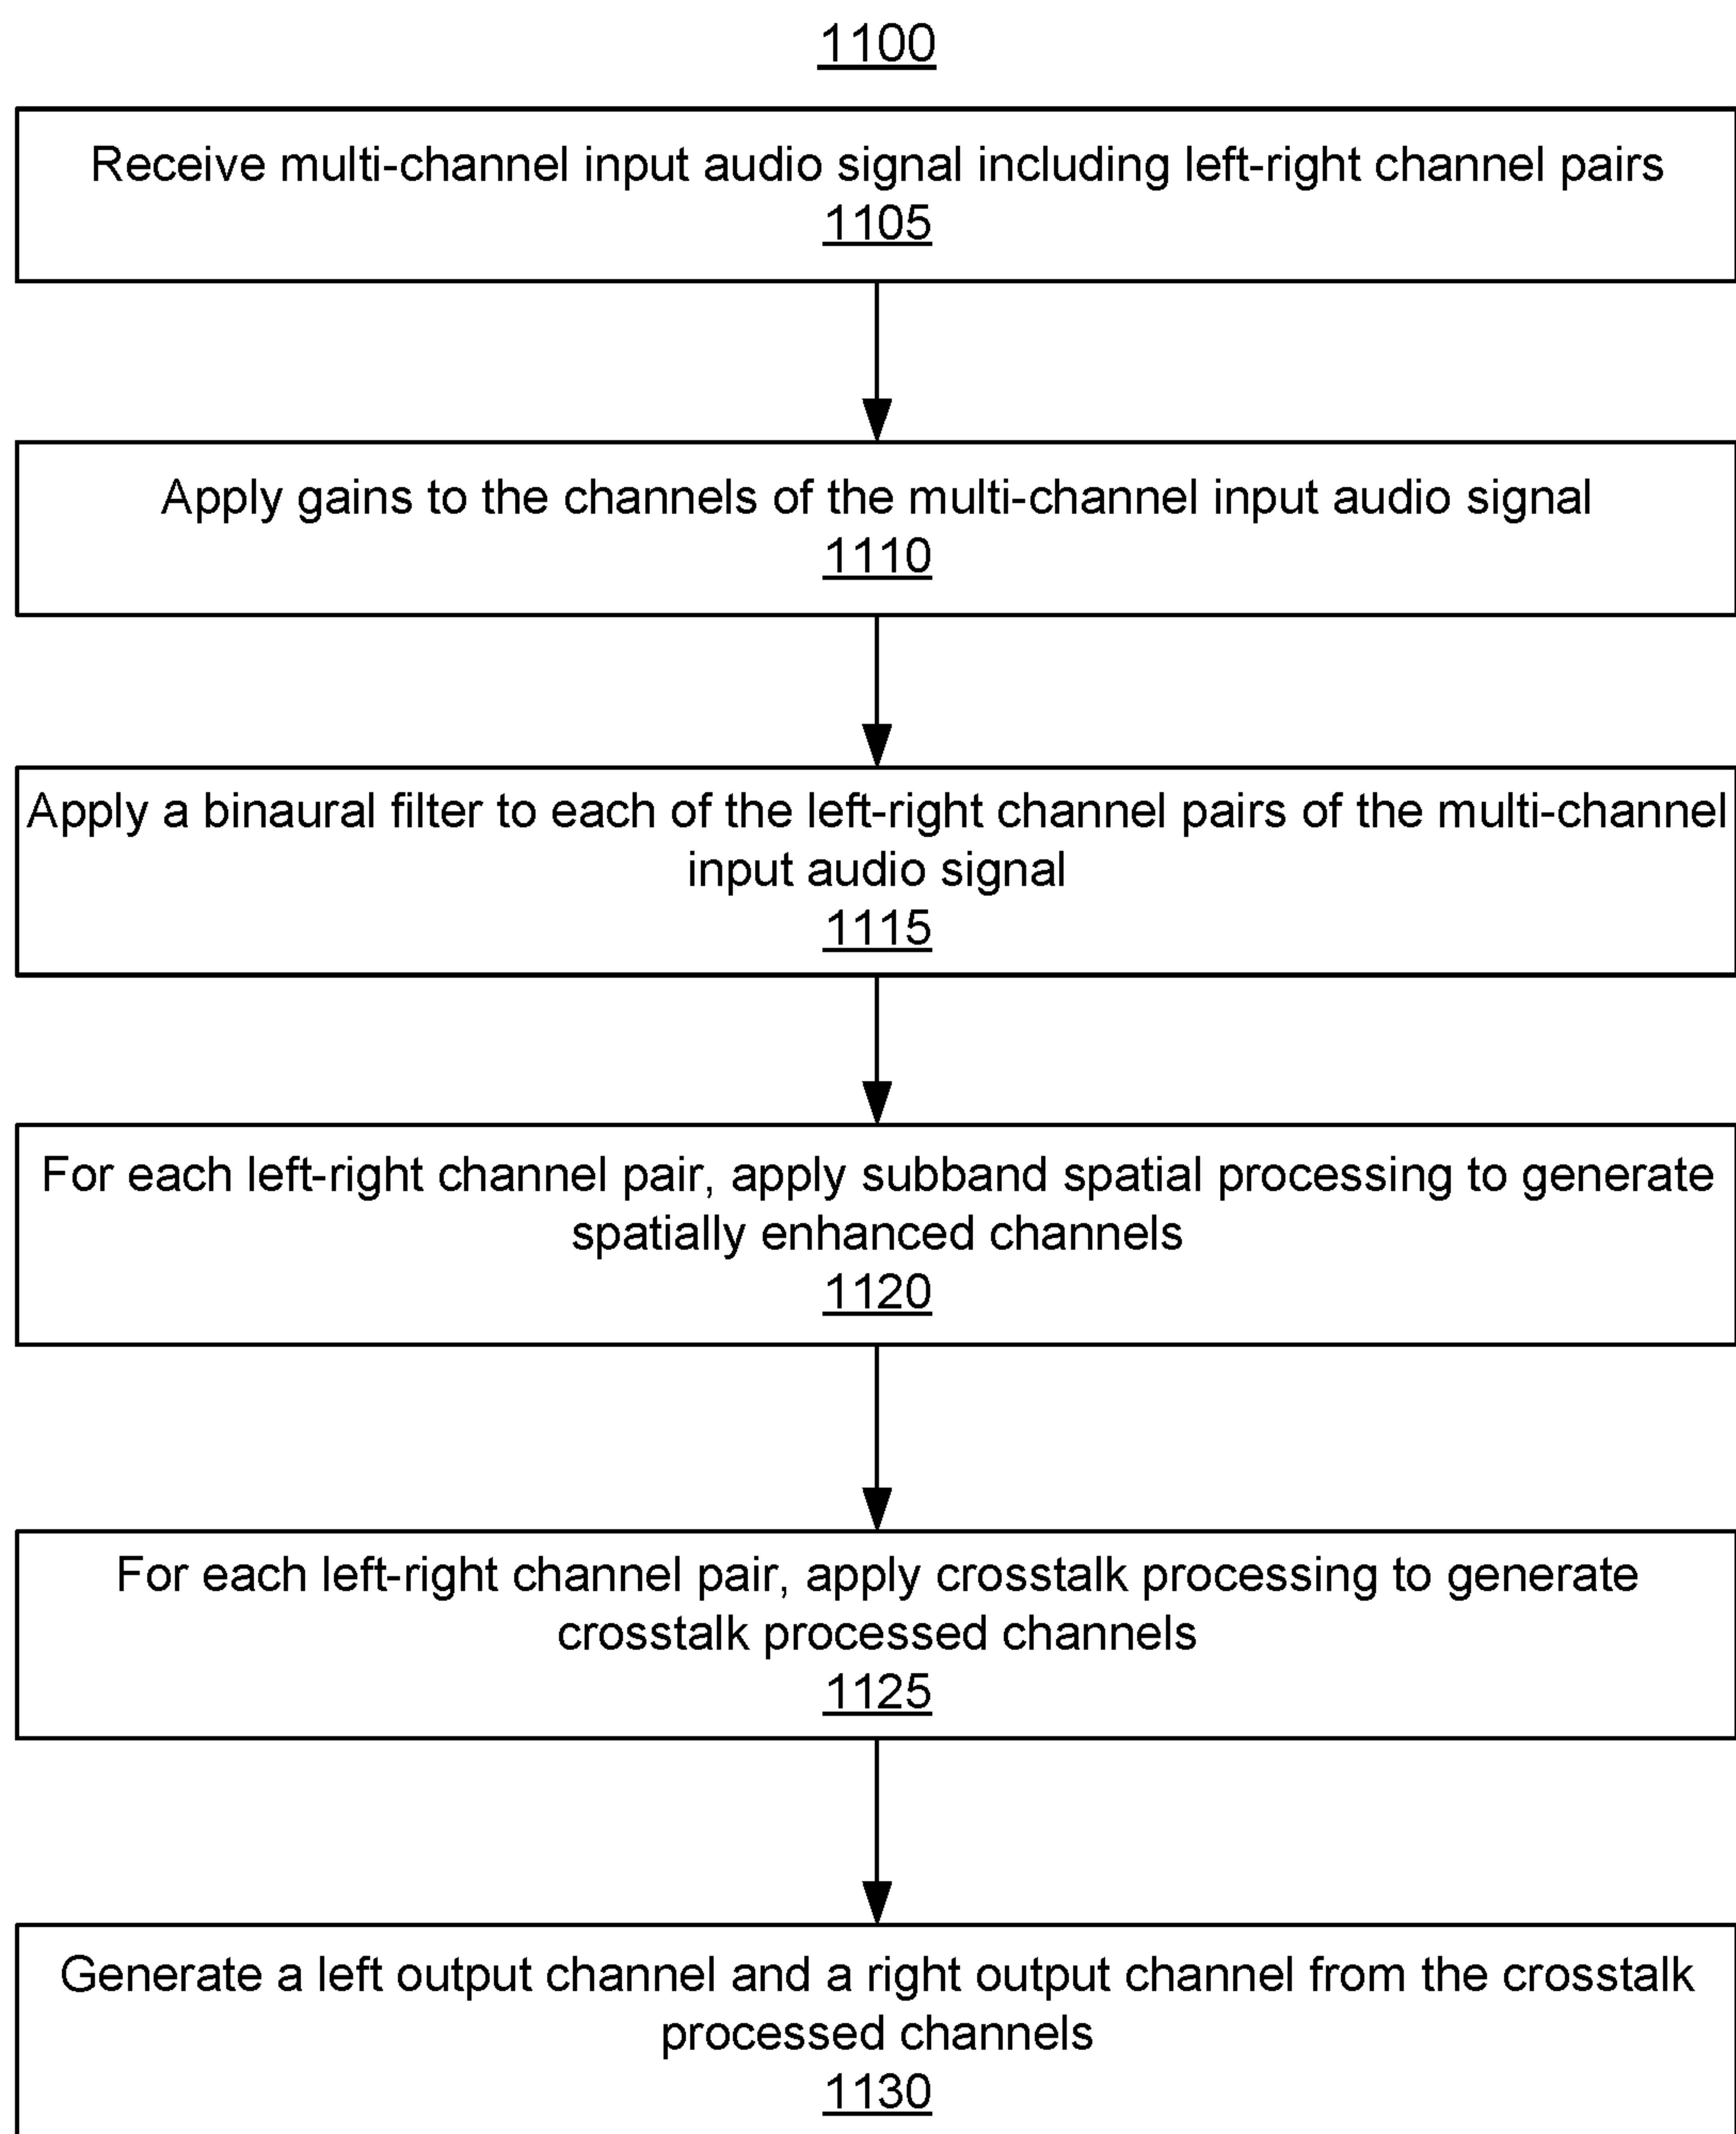 1100
Receive multi-channel input audio signal including left-right channel pairs
1105
Apply gains to the channels of the multi-channel input audio signal
1110
Apply a binaural filter to each of the left-right channel pairs of the multi-channel
input audio signal
1115
For each left-right channel pair, apply subband spatial processing to generate
spatially enhanced channels
1120
For each left-right channel pair, apply crosstalk processing to generate
crosstalk processed channels
1125
Generate a left output channel and a right output channel from the crosstalk
processed channels
1130